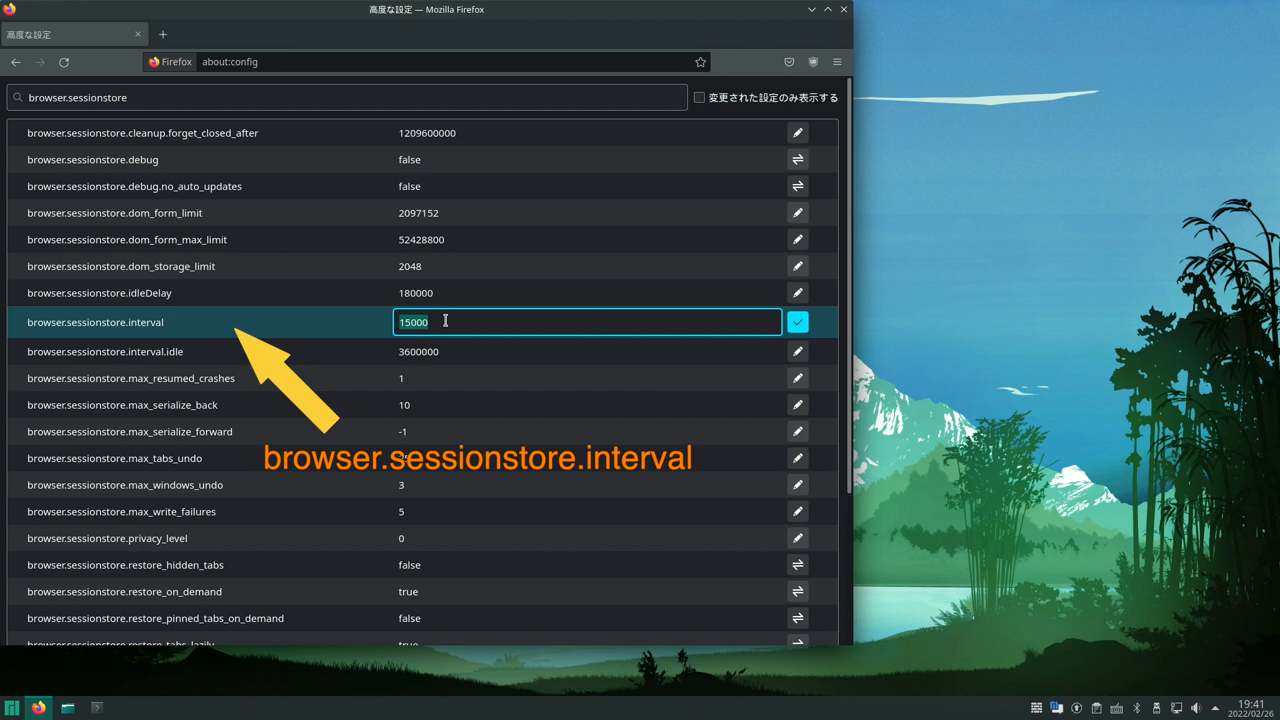 高度な設定 — Mozilla Firefox
高度な設定
Firefox
about:config
browser.sessionstore
変更された設定のみ表示する
browser.sessionstore.cleanup.forget_closed_after 1209600000
browser.sessionstore.debug false
browser.sessionstore.debug.no_auto_updates false
browser.sessionstore.dom_form_limit 2097152
browser.sessionstore.dom_form_max_limit 52428800
browser.sessionstore.dom_storage_limit 2048
browser.sessionstore.idleDelay 180000
browser.sessionstore.interval 15000
browser.sessionstore.interval.idle 3600000
browser.sessionstore.max_resumed_crashes 1
browser.sessionstore.max_serialize_back 10
browser.sessionstore.max_serialize_forward -1
browser.sessionstore.max_tabs_undo
browser.sessionstore.interval
browser.sessionstore.max_windows_undo 3
browser.sessionstore.max_write_failures 5
browser.sessionstore.privacy_level 0
browser.sessionstore.restore_hidden_tabs false
browser.sessionstore.restore_on_demand true
browser.sessionstore.restore_pinned_tabs_on_demand false
browser.sessionstore.restore_tabs_lazily true
19:41
2022/02/26